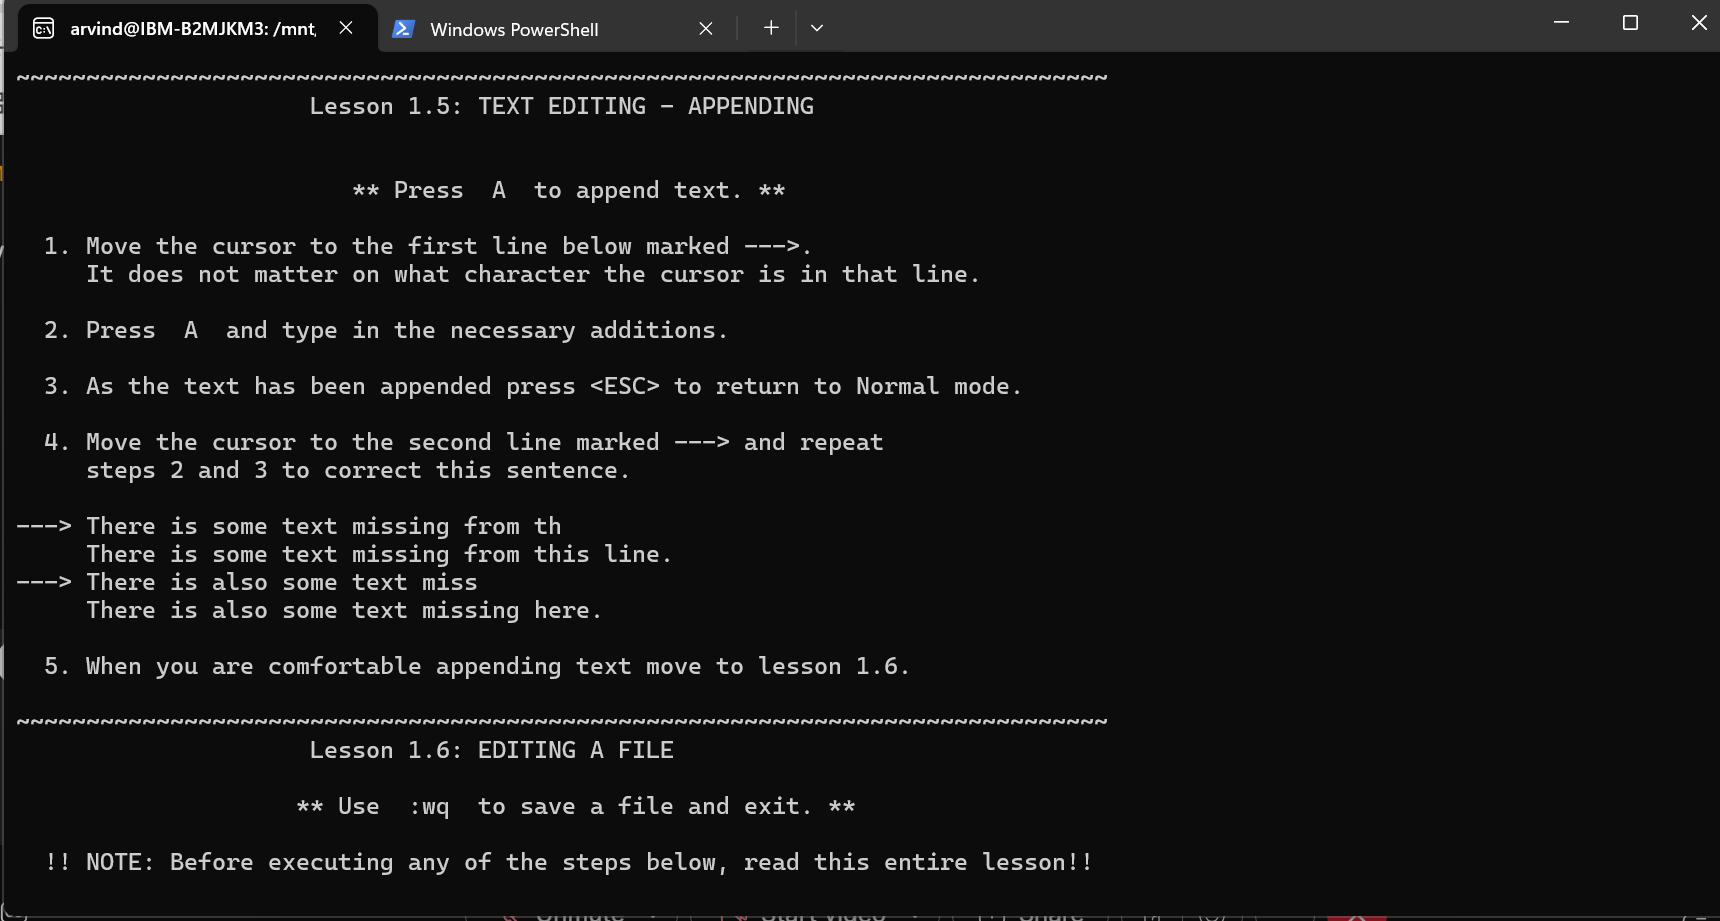 arvind@IBM-B2MJKM3: /mnt,
Windows PowerShell
~~~~~~~~~~~~~~~~~~~~~~~~~~~~~~~~~~~~~~~~~~~~~~~~~~~~~~~~~~~~~~~~~~~~~~~~~~~~~~
Lesson 1.5: TEXT EDITING - APPENDING
** Press  A  to append text. **
1. Move the cursor to the first line below marked --->.
It does not matter on what character the cursor is in that line.
2. Press  A  and type in the necessary additions.
3. As the text has been appended press <ESC> to return to Normal mode.
4. Move the cursor to the second line marked ---> and repeat
steps 2 and 3 to correct this sentence.
---> There is some text missing from th
There is some text missing from this line.
---> There is also some text miss
There is also some text missing here.
5. When you are comfortable appending text move to lesson 1.6.
~~~~~~~~~~~~~~~~~~~~~~~~~~~~~~~~~~~~~~~~~~~~~~~~~~~~~~~~~~~~~~~~~~~~~~~~~~~~~~
Lesson 1.6: EDITING A FILE
** Use  :wq  to save a file and exit. **
!! NOTE: Before executing any of the steps below, read this entire lesson!!
Unmute Start video Share